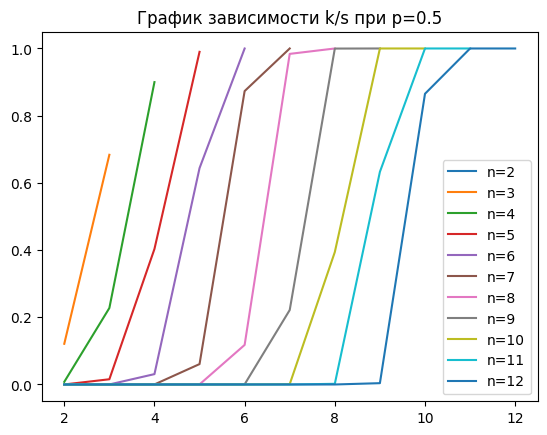 График зависимости k/s при p=0.5
1.0
0.8
0.6
0.4
0.2
0.0
2
4
6
8
10
12
n=2
n=3
n=4
n=5
n=6
n=7
n=8
n=9
n=10
n=11
n=12